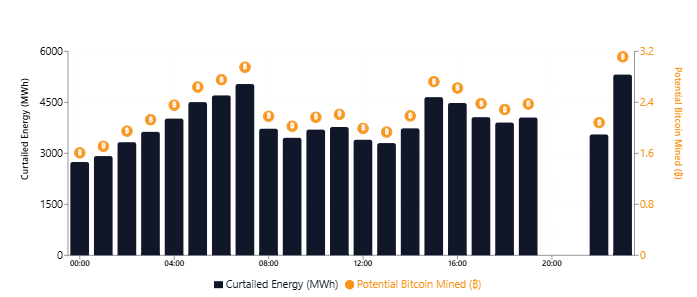 Curtailed Energy (MWh)
6000
4500
3000
1500
0
3.2
2.4
1.6
0.8
0
Potential Bitcoin Mined (₿)
00:00 04:00 08:00 12:00 16:00 20:00
Curtailed Energy (MWh) Potential Bitcoin Mined (₿)